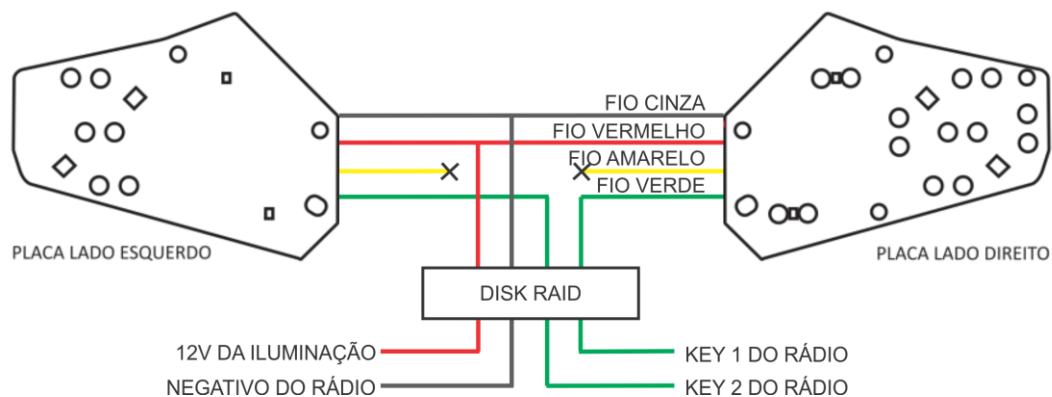 FIO CINZA
FIO VERMELHO
FIO AMARELO
FIO VERDE
PLACA LADO ESQUERDO
PLACA LADO DIREITO
DISK RAID
12V DA ILUMINAÇÃO
KEY 1 DO RÁDIO
NEGATIVO DO RÁDIO
KEY 2 DO RÁDIO